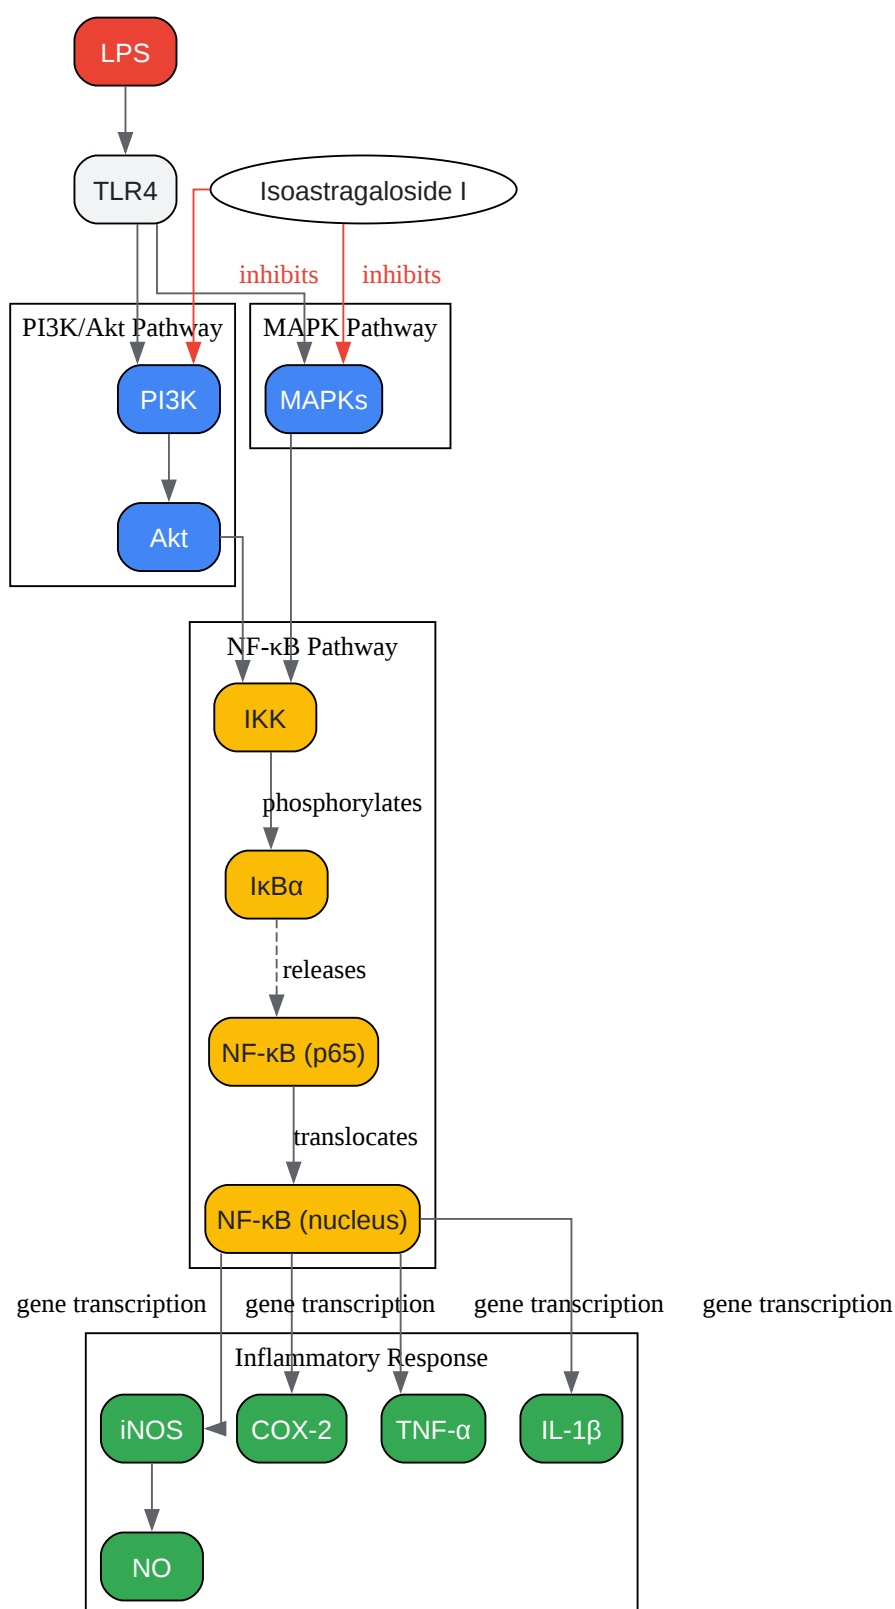 LPS
TLR4
Isoastragaloside I
inhibits
inhibits
PI3K/Akt Pathway
MAPK Pathway
PI3K
MAPKs
Akt
NF-κB Pathway
IKK
phosphorylates
IκBα
releases
NF-κB (p65)
translocates
NF-κB (nucleus)
gene transcription
gene transcription
gene transcription
gene transcription
Inflammatory Response
iNOS
COX-2
TNF-α
IL-1β
NO